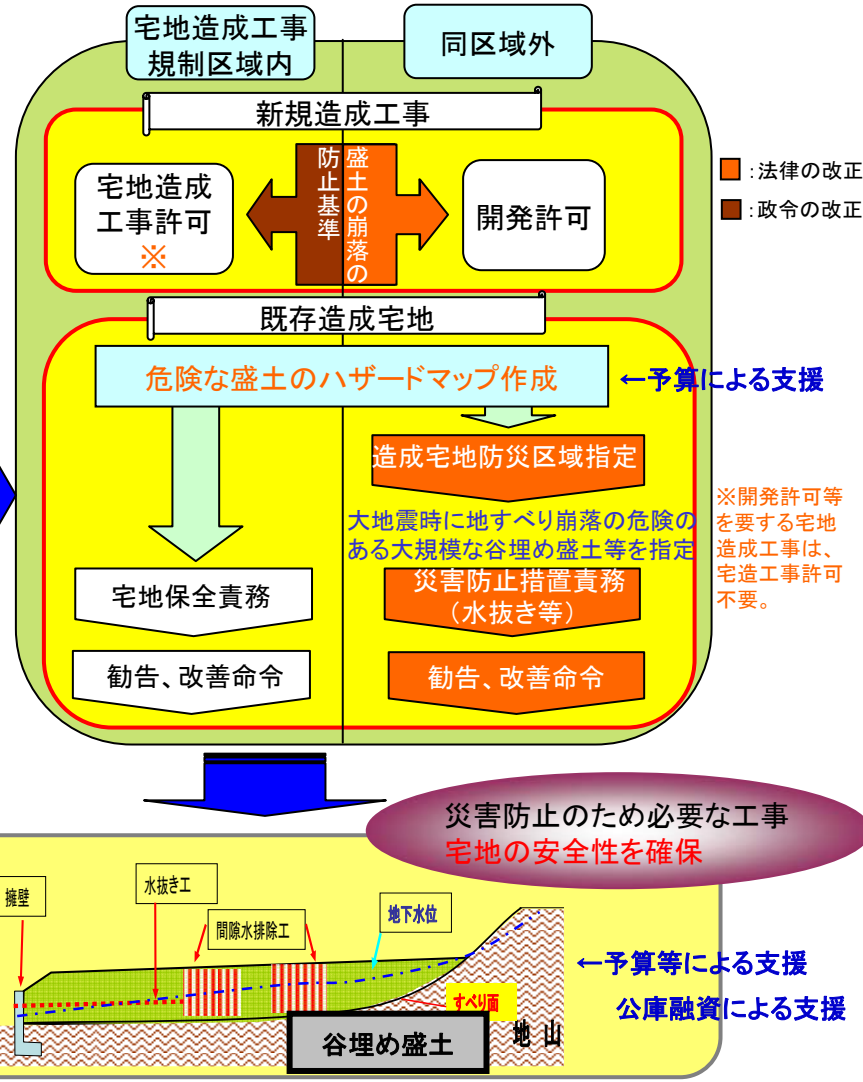 宅地造成工事
規制区域内
同区域外
新規造成工事
宅地造成
工事許可
※
盛土の崩落の
防止基準
開発許可
：法律の改正
：政令の改正
既存造成宅地
危険な盛土のハザードマップ作成
←予算による支援
造成宅地防災区域指定
大地震時に地すべり崩落の危険の
ある大規模な谷埋め盛土等を指定
※開発許可等
を要する宅地
造成工事は、
宅造工事許可
不要。
宅地保全責務
災害防止措置責務
（水抜き等）
勧告、改善命令
勧告、改善命令
災害防止のため必要な工事
宅地の安全性を確保
擁壁
水抜き工
間隙水排除工
地下水位
すべり面
谷埋め盛土
地山
←予算等による支援
公庫融資による支援